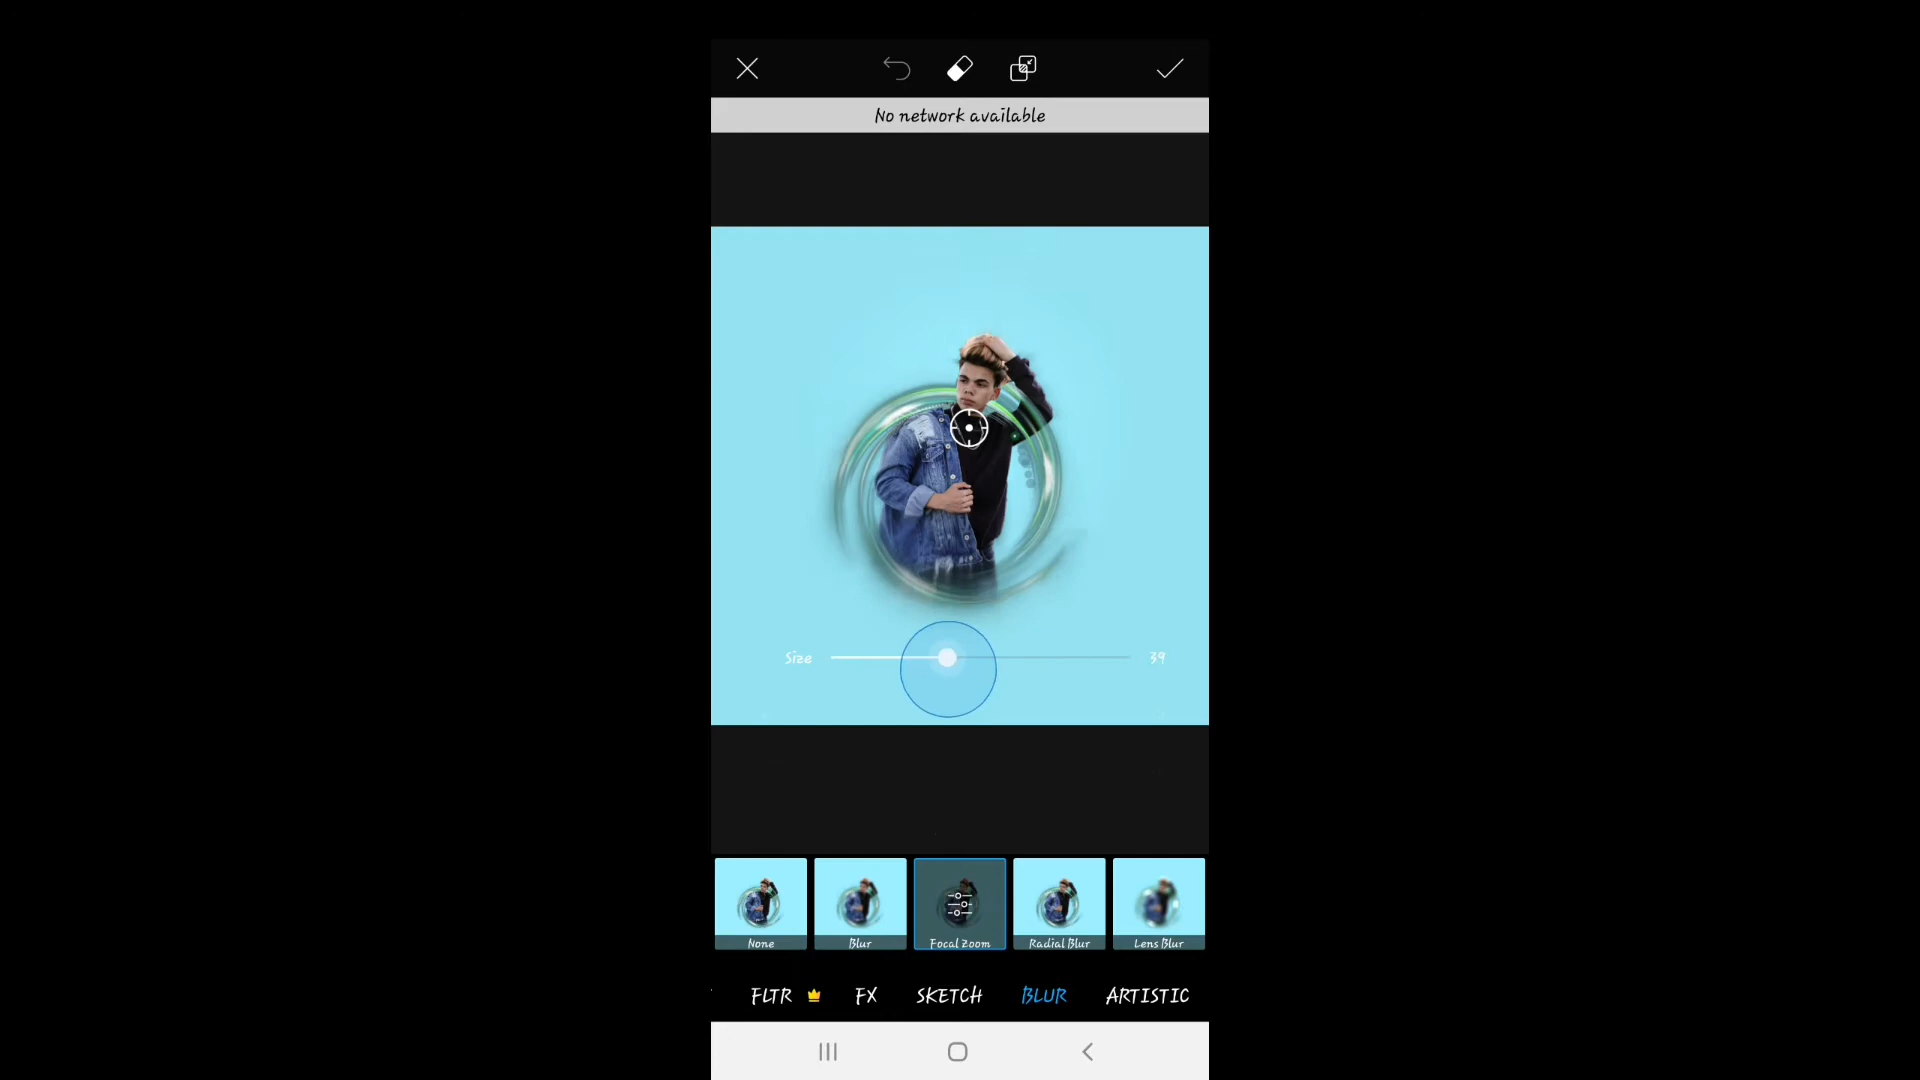 No network available
Size 39
None Blur Focal Zoom Radial Blur Lens Blur
FLTR FX SKETCH BLUR ARTISTIC